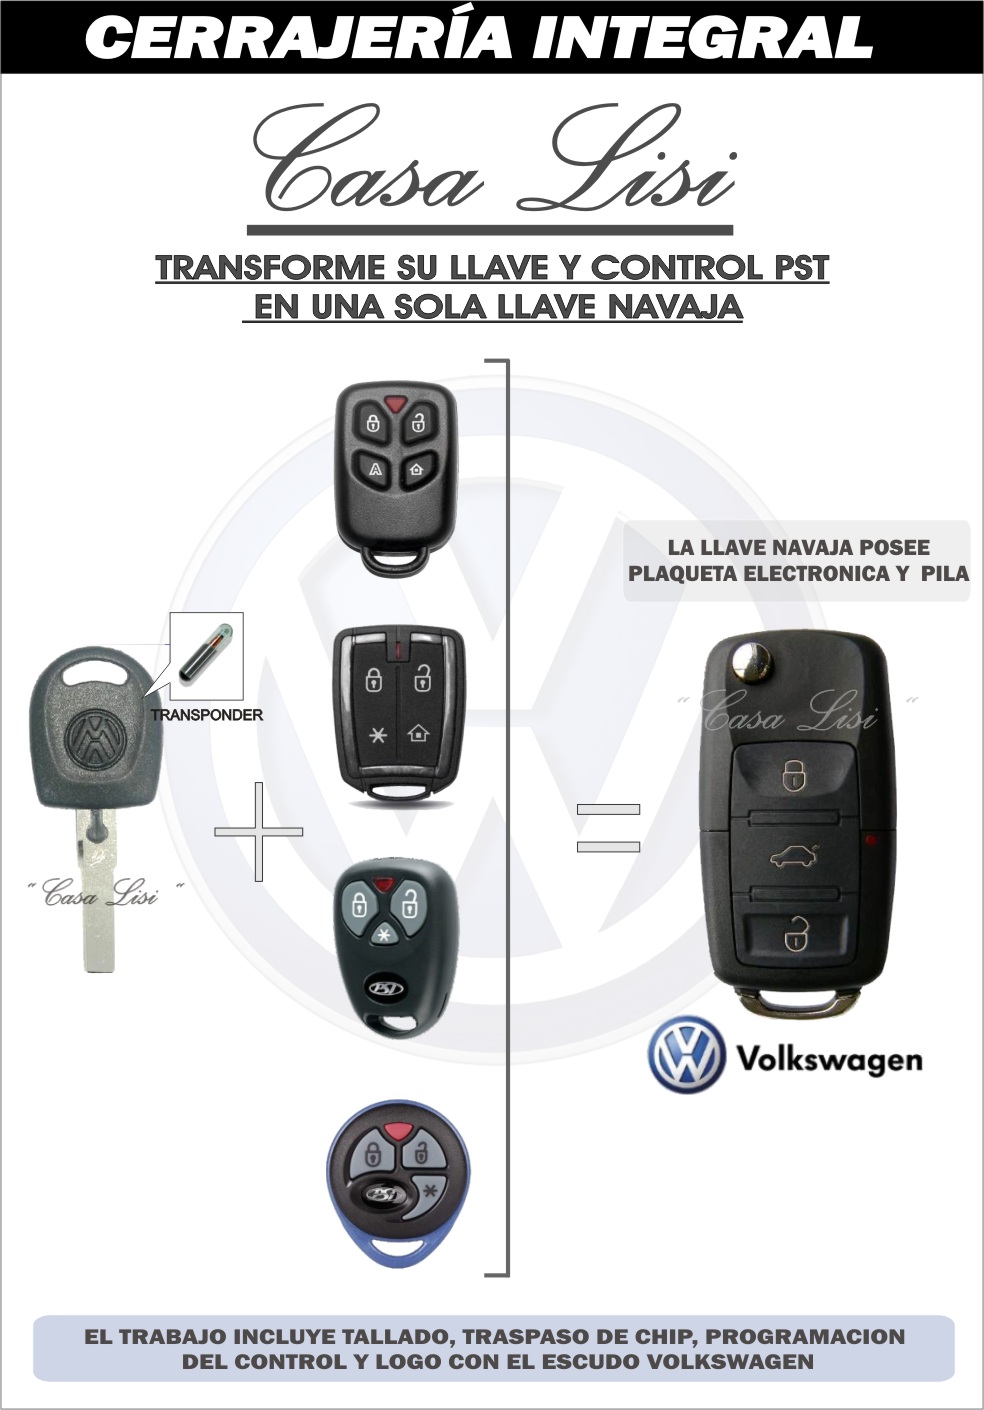 CERRAJERÍA INTEGRAL
Casa Lisi
TRANSFORME SU LLAVE Y CONTROL PST
EN UNA SOLA LLAVE NAVAJA
LA LLAVE NAVAJA POSEE
PLAQUETA ELECTRONICA Y PILA
A
TRANSPONDER
"Casa Lisi "
"Casa Lisi "
PST
Volkswagen
PST
EL TRABAJO INCLUYE TALLADO, TRASPASO DE CHIP, PROGRAMACION
DEL CONTROL Y LOGO CON EL ESCUDO VOLKSWAGEN